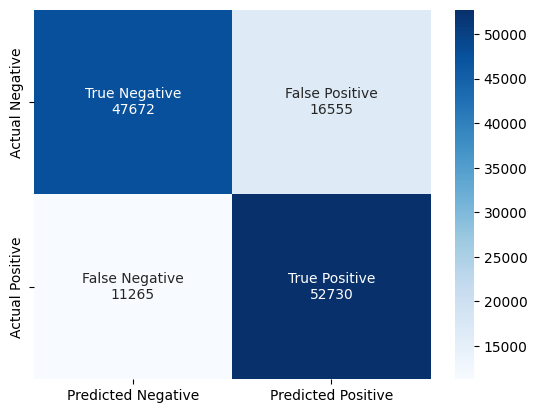 Actual Negative
True Negative
47672
False Positive
16555
Actual Positive
False Negative
11265
True Positive
52730
Predicted Negative
Predicted Positive
50000
45000
40000
35000
30000
25000
20000
15000